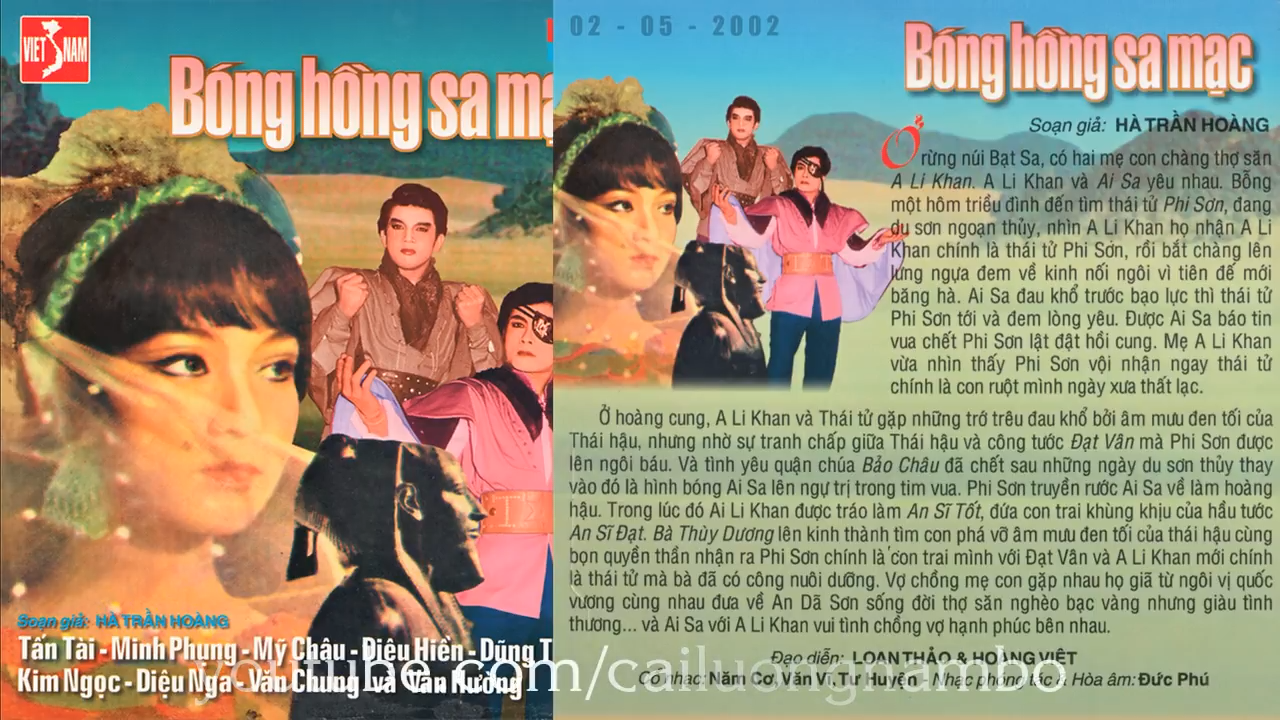 VIETNAM
Bóng hồng sa mạ
Soạn giả: HÀ TRẦN HOÀNG
Tấn Tài - Minh Phụng - Mỹ Châu - Diệu Hiền - Dũng T
Kim Ngọc - Diệu Nga - Văn Chung và Tân Hương
02 - 05 - 2002
Bóng hồng sa mạc
Soạn giả: HÀ TRẦN HOÀNG
Ở rừng núi Bạt Sa, có hai mẹ con chàng thợ săn
A Li Khan. A Li Khan và Ai Sa yêu nhau. Bỗng
một hôm triều đình đến tìm thái tử Phi Sơn, đang
du sơn ngoạn thủy, nhìn A Li Khan họ nhận A Li
Khan chính là thái tử Phi Sơn, rồi bắt chàng lên
lưng ngựa đem về kinh nối ngôi vì tiên đế mới
băng hà. Ai Sa đau khổ trước bạo lực thì thái tử
Phi Sơn tới và đem lòng yêu. Được Ai Sa báo tin
vua chết Phi Sơn lật đật hồi cung. Mẹ A Li Khan
vừa nhìn thấy Phi Sơn vội nhận ngay thái tử
chính là con ruột mình ngày xưa thất lạc.
Ở hoàng cung, A Li Khan và Thái tử gặp những trớ trêu đau khổ bởi âm mưu đen tối của
Thái hậu, nhưng nhờ sự tranh chấp giữa Thái hậu và công tước Đạt Vân mà Phi Sơn được
lên ngôi báu. Và tình yêu quận chúa Bảo Châu đã chết sau những ngày du sơn thủy thay
vào đó là hình bóng Ai Sa lên ngự trị trong tim vua. Phi Sơn truyền rước Ai Sa về làm hoàng
hậu. Trong lúc đó Ai Li Khan được tráo làm An Sĩ Tốt, đứa con trai khùng khịu của hầu tước
An Sĩ Đạt. Bà Thùy Dương lên kinh thành tìm con phá vỡ âm mưu đen tối của thái hậu cùng
bọn quyền thần nhận ra Phi Sơn chính là con trai mình với Đạt Vân và A Li Khan mới chính
là thái tử mà bà đã có công nuôi dưỡng. Vợ chồng mẹ con gặp nhau họ giã từ ngôi vị quốc
vương cùng nhau đưa về An Dã Sơn sống đời thợ săn nghèo bạc vàng nhưng giàu tình
thương... và Ai Sa với A Li Khan vui tình chồng vợ hạnh phúc bên nhau.
Đạo diễn: LOAN THẢO & HOÀNG VIỆT
Cổ nhạc: Năm Cơ, Văn Vĩ, Tư Huyện - Nhạc phóng tác & Hòa âm: Đức Phú
youtube.com/cailuongnambo